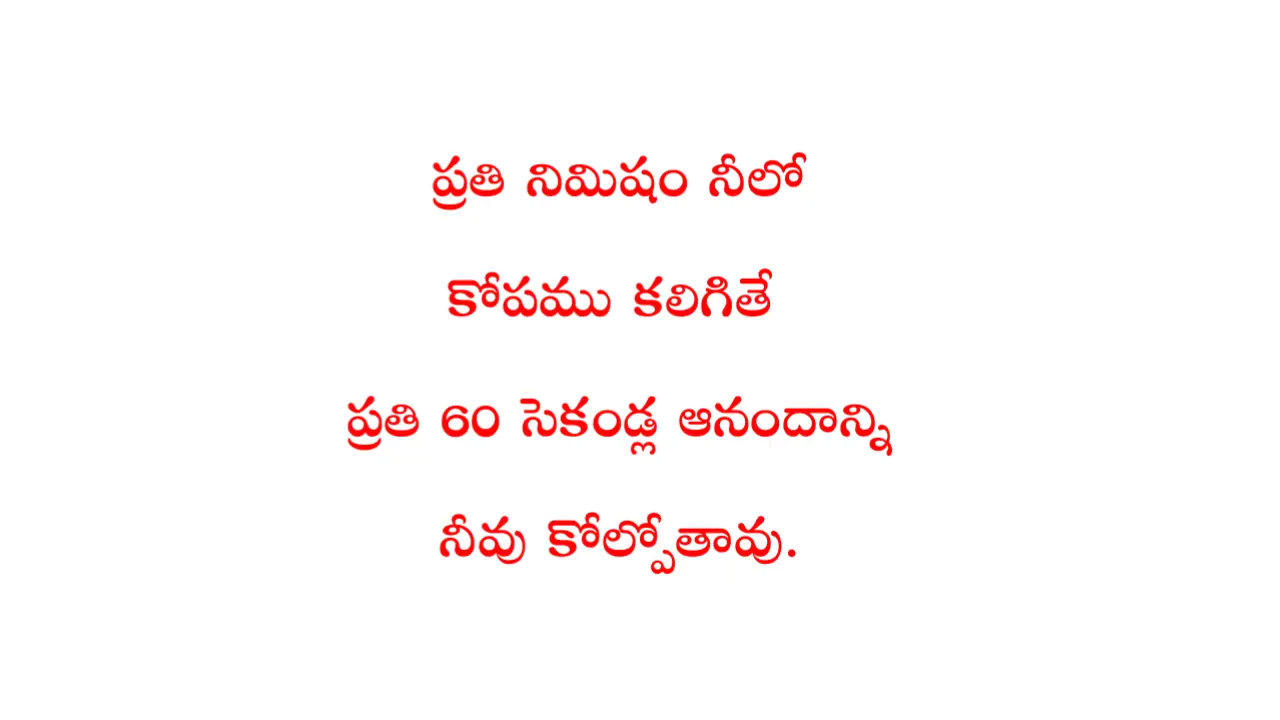 ప్రతి నిమిషం నీలో
కోపము కలిగితే
ప్రతి 60 సెకండ్ల ఆనందాన్ని
నీవు కోల్పోతావు.